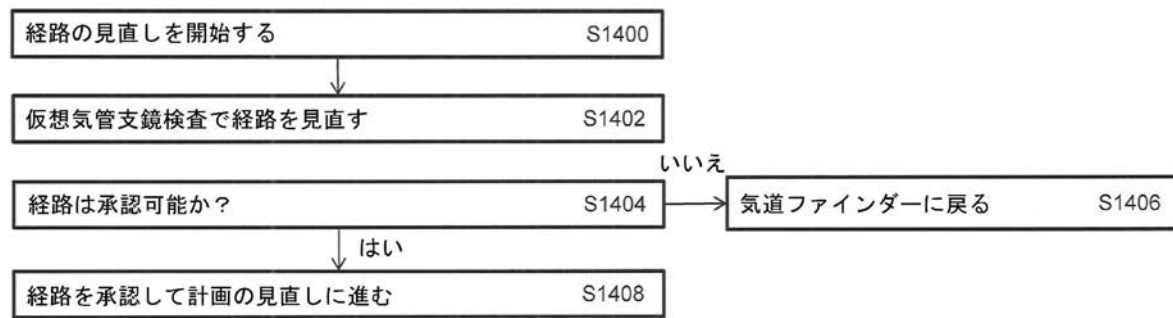 経路の見直しを開始する S1400
仮想気管支鏡検査で経路を見直す S1402
いいえ
経路は承認可能か？ S1404
気道ファインダーに戻る S1406
はい
経路を承認して計画の見直しに進む S1408